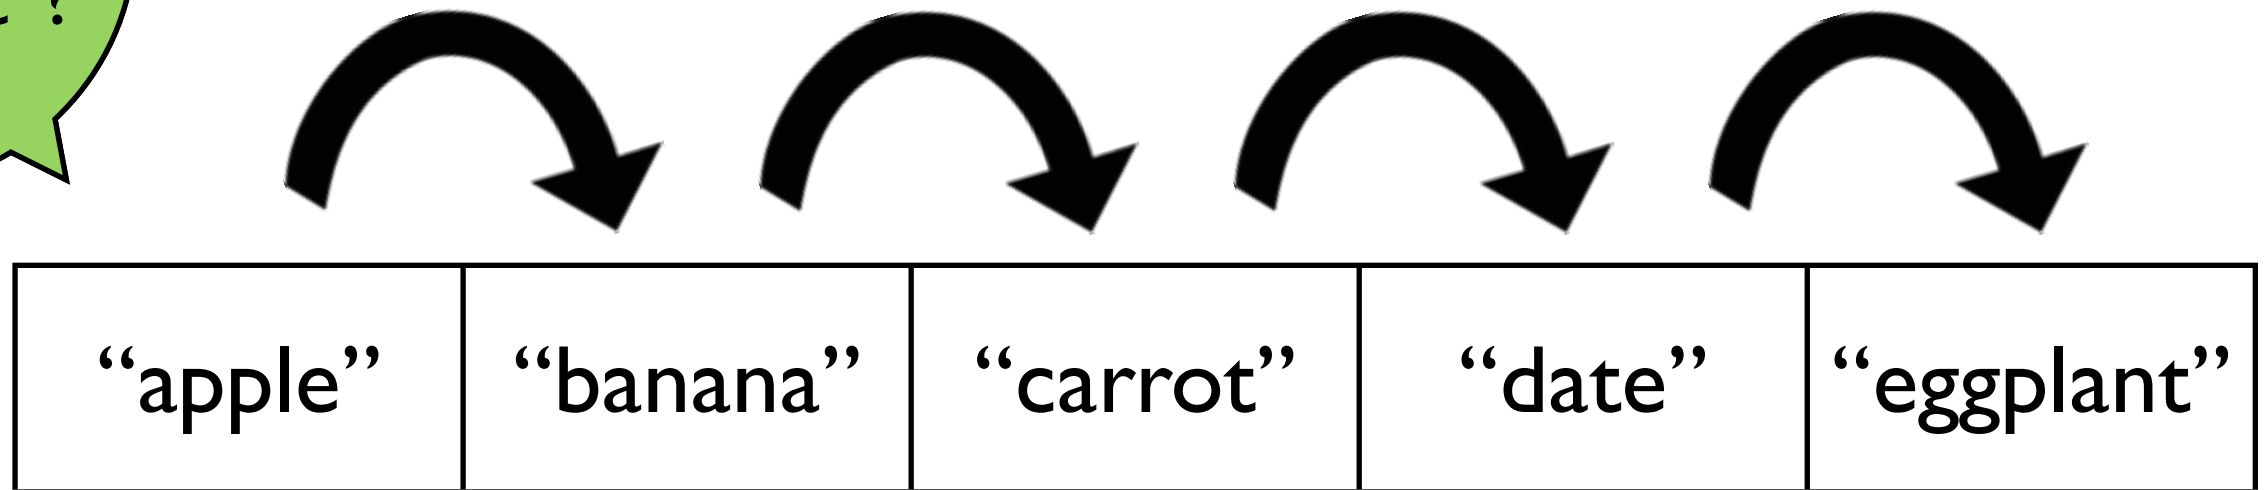 ?
“apple” “banana” “carrot” “date” “eggplant”